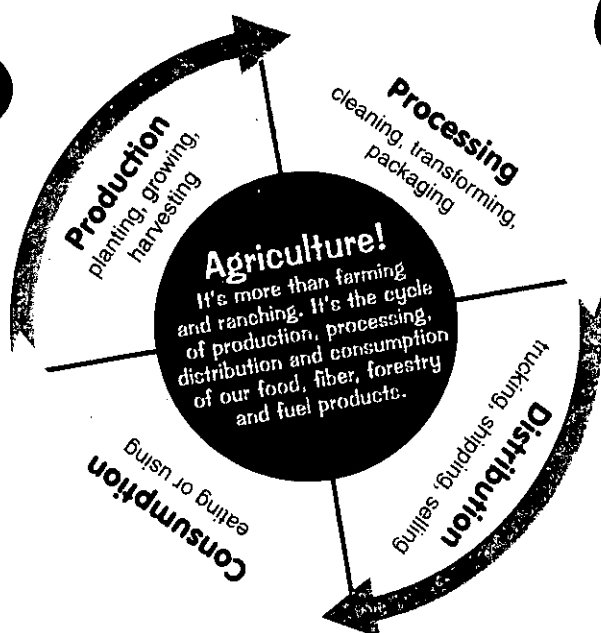 Production
planting, growing,
harvesting
Processing
cleaning, transforming,
packaging
Agriculture!
It's more than farming
and ranching. It's the cycle
of production, processing,
distribution and consumption
of our food, fiber, forestry
and fuel products.
Distribution
trucking, shipping, selling
Consumption
eating or using